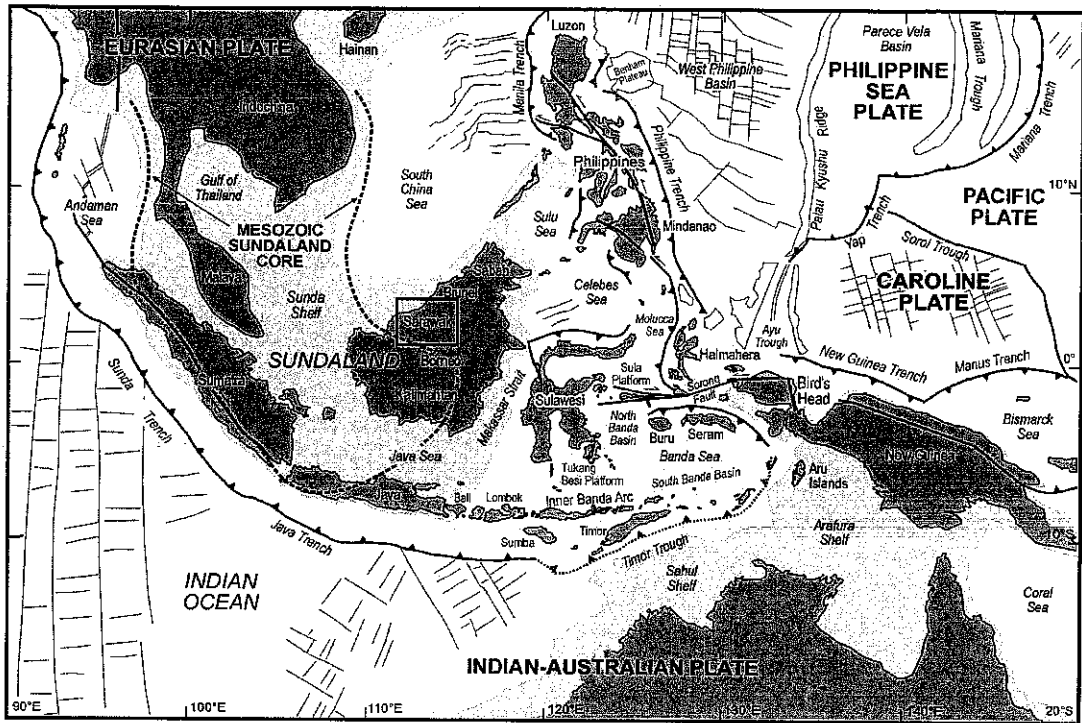 EURASIAN PLATE
Hainan
Luzon
Manila Trench
Benham
Plateau
West Philippine
Basin
Parece Vela
Basin
Mariana Trough
PHILIPPINE
SEA
PLATE
Mariana Trench
Indochina
Palau Kyushu Ridge
Philippine Trench
Philippines
South
China
Sea
Gulf of
Thailand
Andaman
Sea
10°N
PACIFIC
PLATE
MESOZOIC
SUNDALAND
CORE
Sulu
Sea
Mindanao
Yap Trench
Sorol Trough
CAROLINE
PLATE
Malaya
Sabah
Brunei
Sarawak
Celebes
Sea
Sunda
Shelf
Molucca
Sea
Ayu
Trough
SUNDALAND
Borneo
Halmahera
New Guinea Trench
Manus Trench
0°
Sumatra
Kalimantan
Makassar Strait
Sula
Platform
Sorong
Fault
Bird's
Head
Sunda
Trench
Sulawesi
North
Banda
Basin
Buru
Seram
Bismarck
Sea
New Guinea
Java Sea
Banda Sea
Tukang
Besi Platform
South Banda Basin
Aru
Islands
Java
Bali
Lombok
Inner Banda Arc
Java Trench
Sumba
Timor
Timor Trough
Arafura
Shelf
10°S
INDIAN
OCEAN
Sahul
Shelf
Coral
Sea
INDIAN-AUSTRALIAN PLATE
90°E
100°E
110°E
120°E
130°E
140°E
20°S